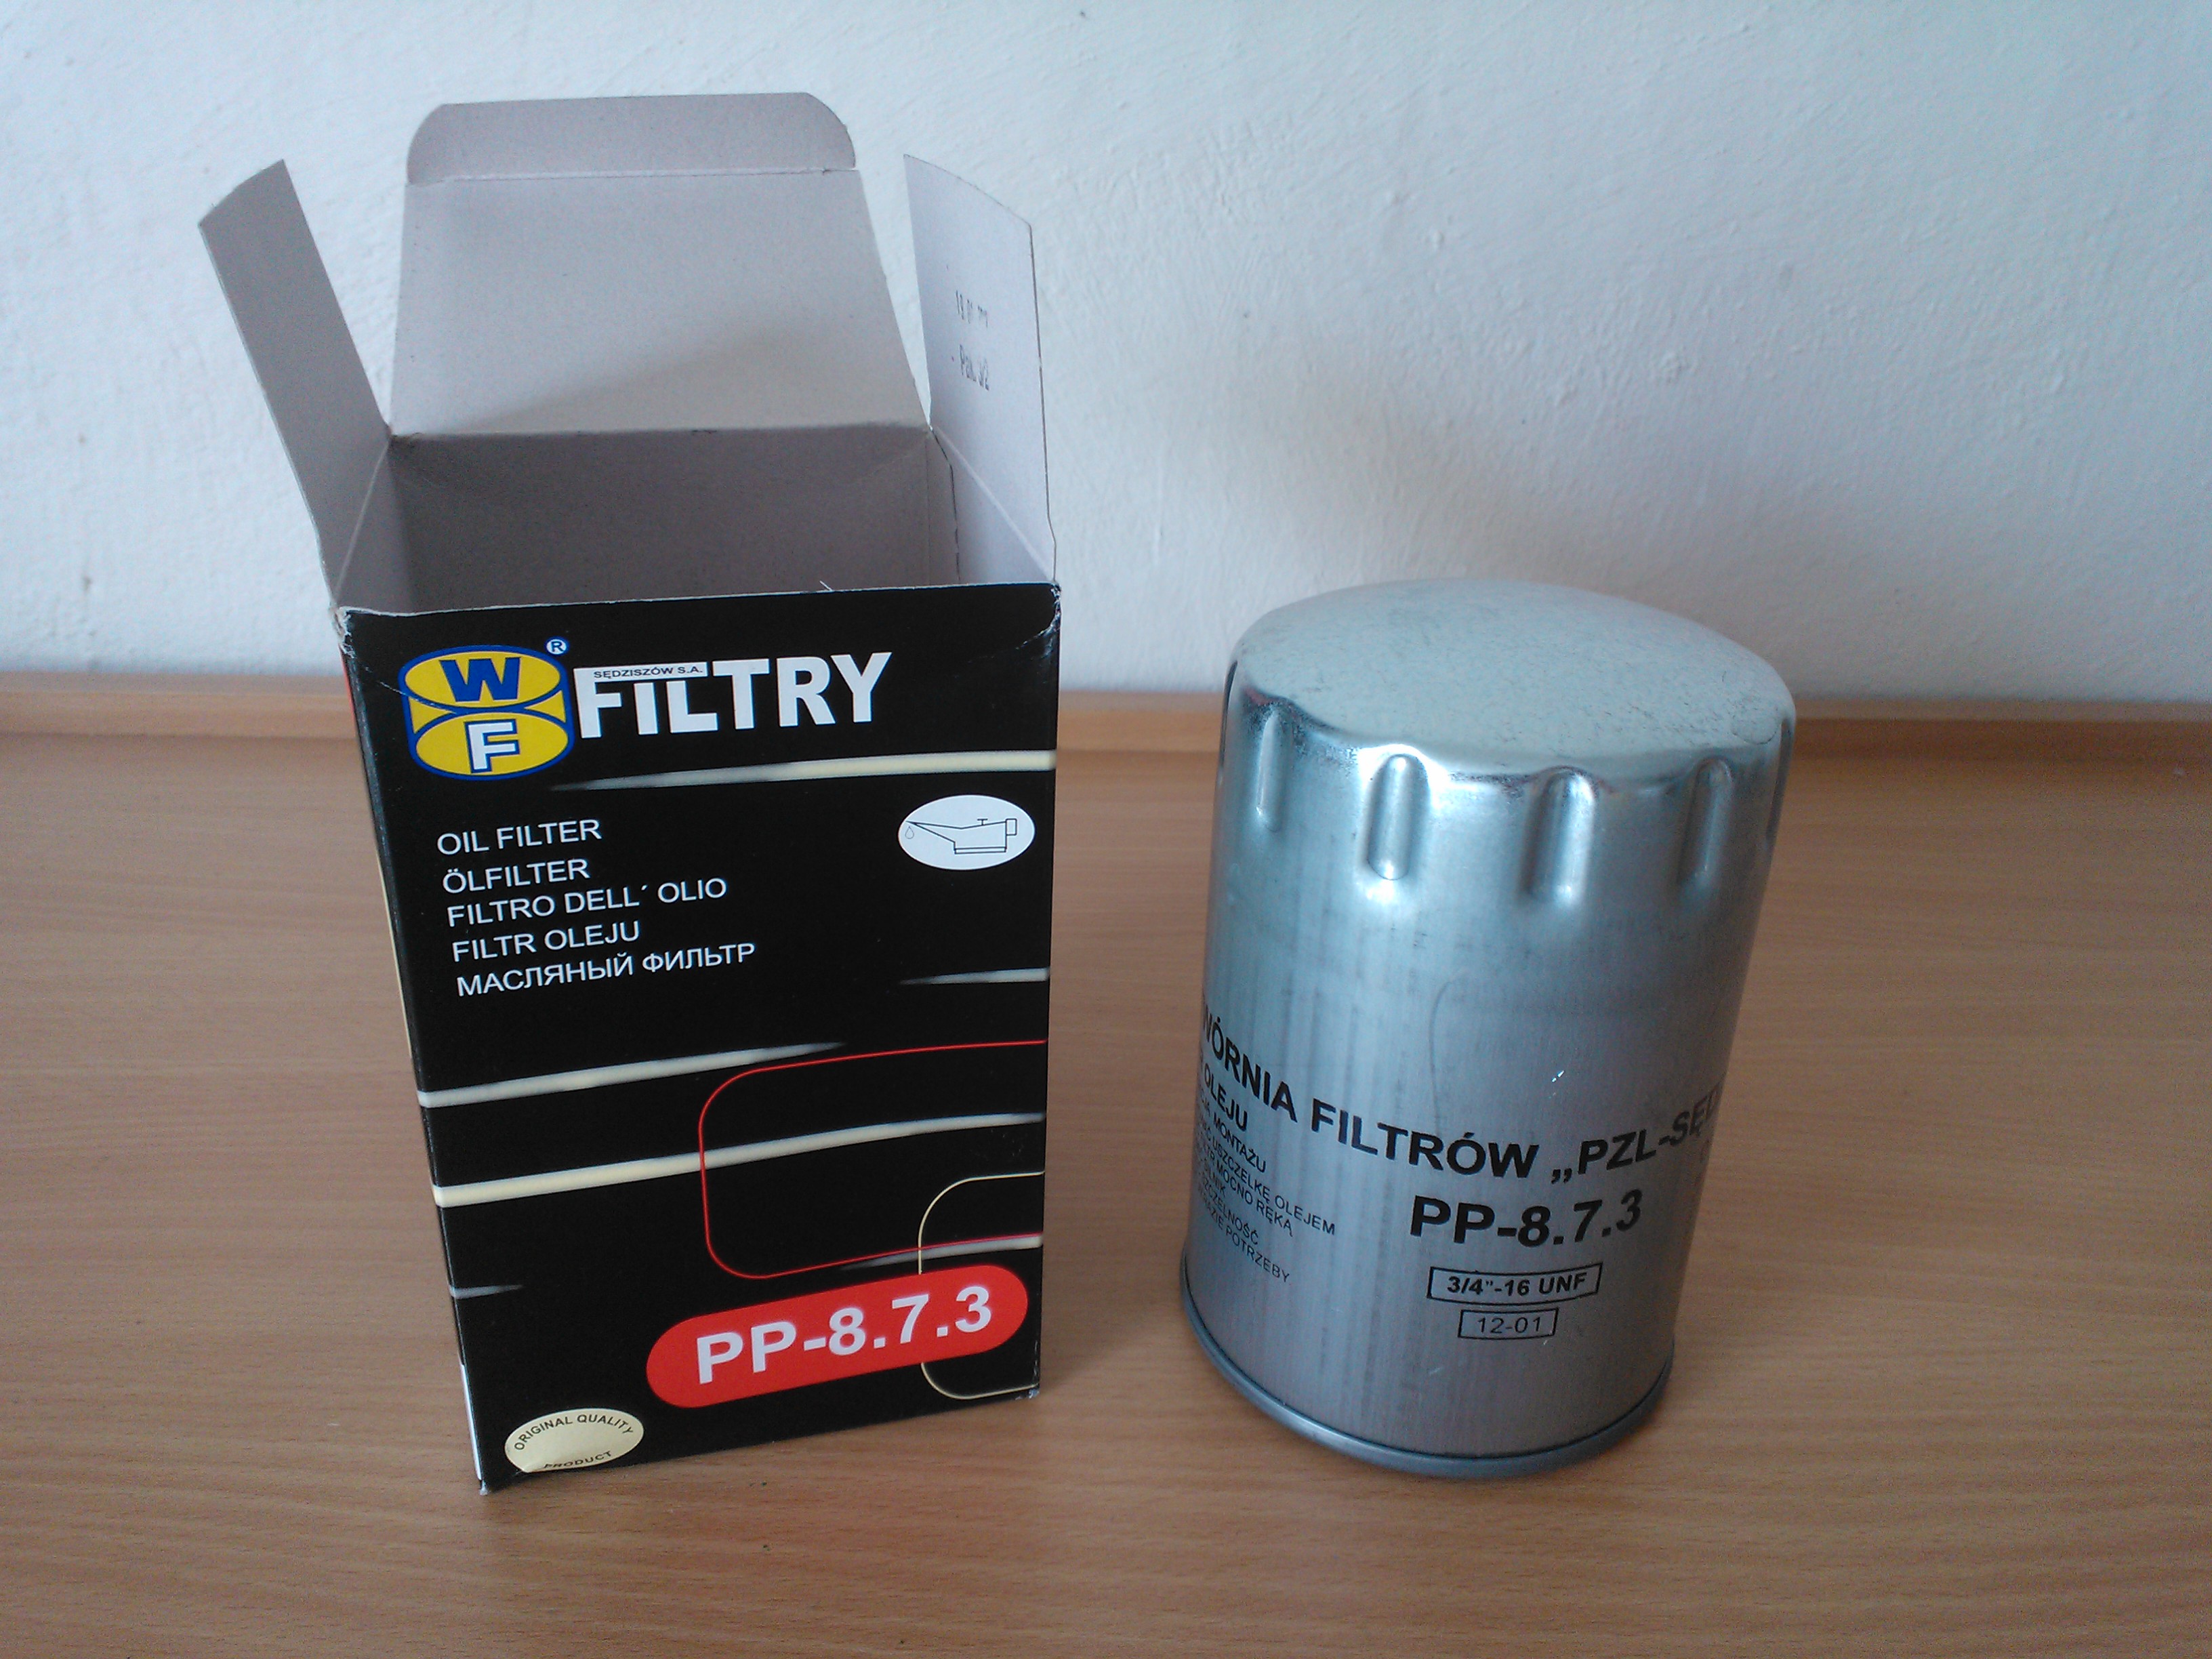 Pak.
W
F
®
SĘDZISZÓW S.A.
FILTRY
OIL FILTER
ÖLFILTER
FILTRO DELL´ OLIO
FILTR OLEJU
МАСЛЯНЫЙ ФИЛЬТР
PP-8.7.3
ORIGINAL QUALITY
PRODUCT
WÓRNIA FILTRÓW „PZL-SĘD
OLEJU
MONTAŻU
USZCZELKĘ OLEJEM
MOCNO RĘKĄ
POTRZEBY
PP-8.7.3
3/4"-16 UNF
12-01